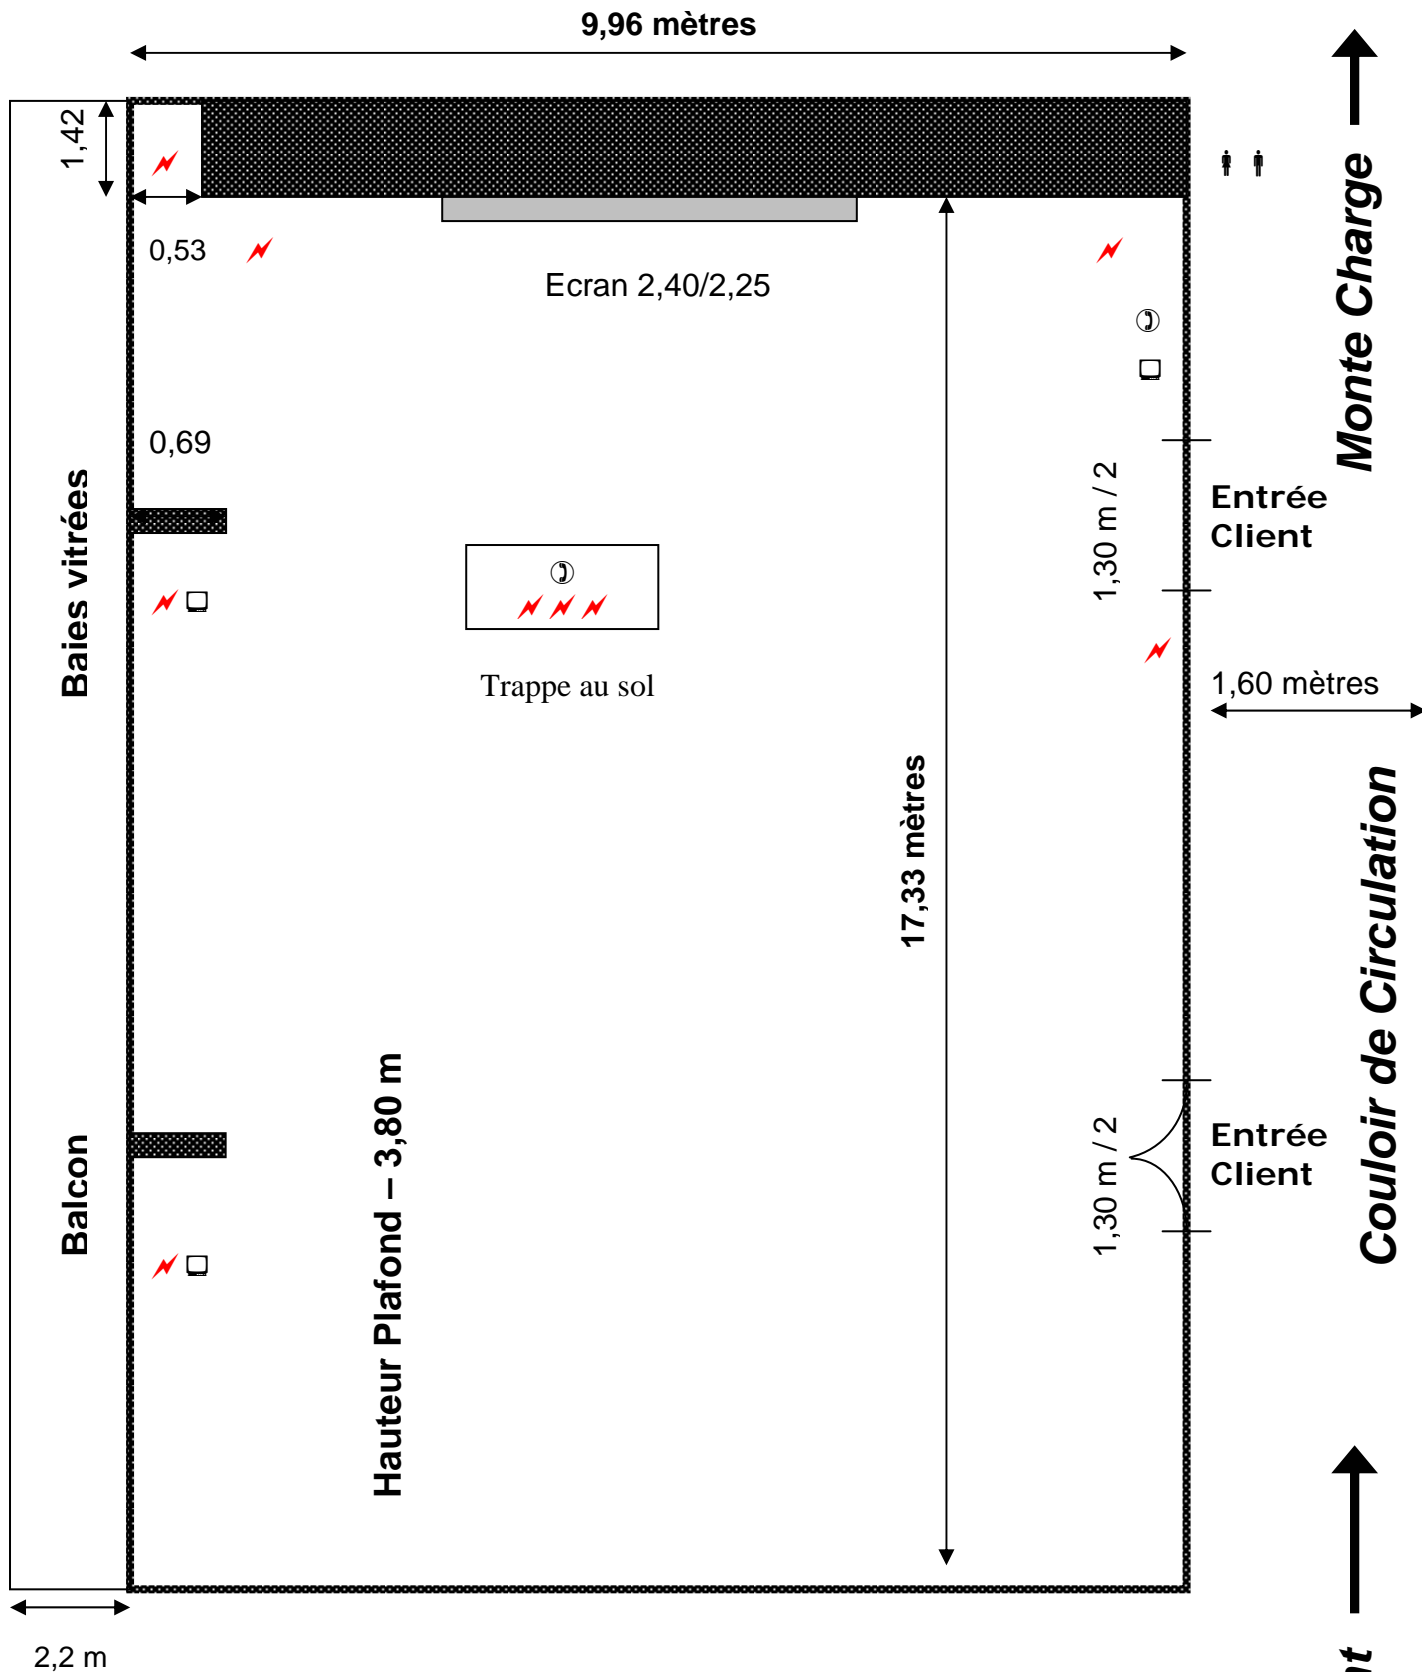 9,96 mètres
1,42
0,53
Ecran 2,40/2,25
Monte Charge
0,69
Baies vitrées
1,30 m / 2
Entrée
Client
Trappe au sol
1,60 mètres
17,33 mètres
Couloir de Circulation
Hauteur Plafond – 3,80 m
Balcon
1,30 m / 2
Entrée
Client
2,2 m